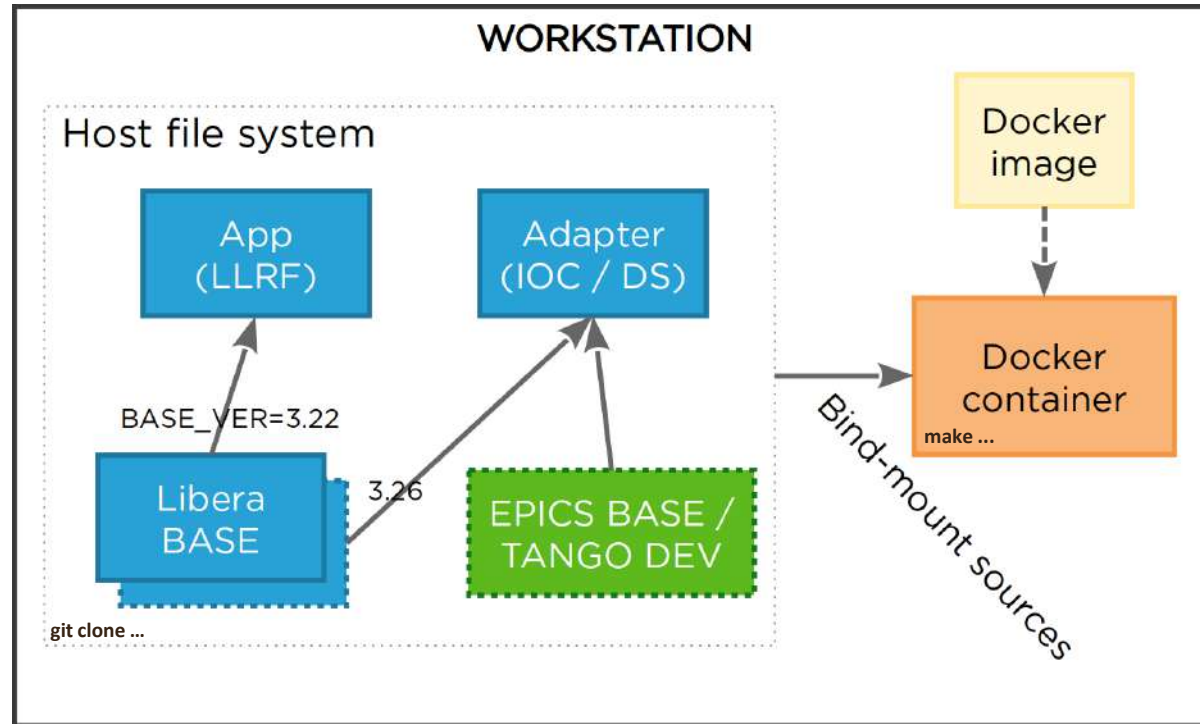 WORKSTATION
Host file system
Docker
image
App
(LLRF)
Adapter
(IOC / DS)
Docker
container
make ...
BASE_VER=3.22
Bind-mount sources
3.26
Libera
BASE
EPICS BASE /
TANGO DEV
git clone ...